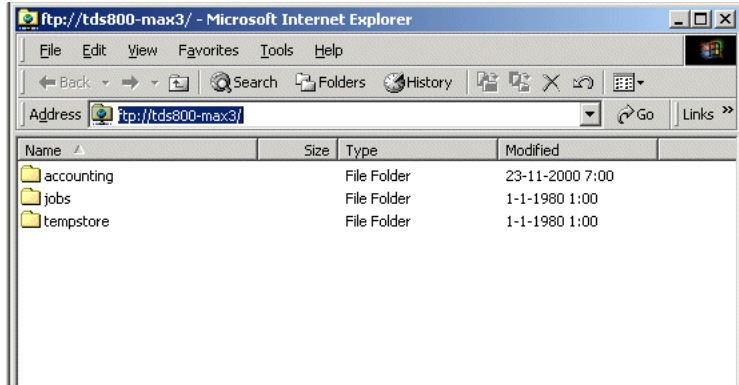 ftp://tds800-max3/ - Microsoft Internet Explorer
File Edit View Favorites Tools Help
Back Search Folders History
Address ftp://tds800-max3/ Go Links »
Name Size Type Modified
accounting File Folder 23-11-2000 7:00
jobs File Folder 1-1-1980 1:00
tempstore File Folder 1-1-1980 1:00